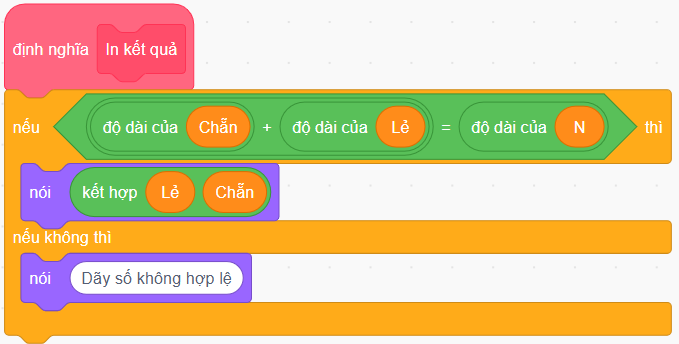 định nghĩa In kết quả
nếu độ dài của Chẵn + độ dài của Lẻ = độ dài của N thì
nói kết hợp Lẻ Chẵn
nếu không thì
nói Dãy số không hợp lệ